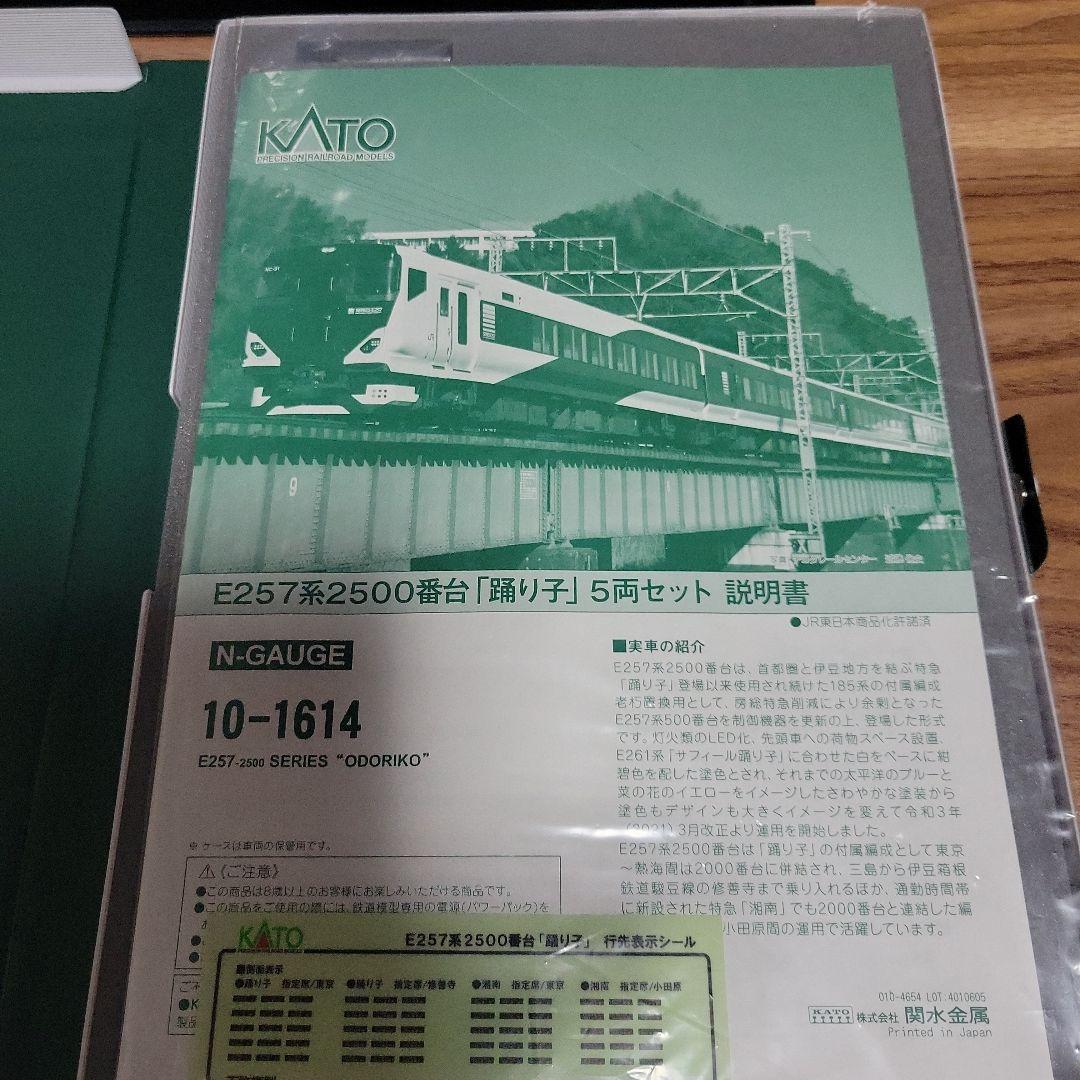 KATO
PRECISION RAILROAD MODELS
9
E257系2500番台「踊り子」5両セット 説明書
●JR東日本商品化許諾済
N-GAUGE
10-1614
E257-2500 SERIES “ODORIKO”
■実車の紹介
E257系2500番台は、首都圏と伊豆地方を結ぶ特急
「踊り子」登場以来使用され続けた185系の付属編成
老朽置換用として、房総特急削減により余剰となった
E257系500番台を制御機器を更新の上、登場した形式
です。灯火類のLED化、先頭車への荷物スペース設置、
E261系「サフィール踊り子」に合わせた白をベースに紺
碧色を配した塗色とされ、それまでの太平洋のブルーと
菜の花のイエローをイメージしたさわやかな塗装から
塗色もデザインも大きくイメージを変えて令和3年
(2021)3月改正より運用を開始しました。
E257系2500番台は「踊り子」の付属編成として東京
～熱海間は2000番台に併結され、三島から伊豆箱根
鉄道駿豆線の修善寺まで乗り入れるほか、通勤時間帯
に新設された特急「湘南」でも2000番台と連結した編
小田原間の運用で活躍しています。
※ ケースは車両の保管用です。
⚠〈ご注意〉
●この商品は8歳以上のお客様にお楽しみいただける商品です。
●この商品をご使用の際には、鉄道模型専用の電源(パワーパック)を
KATO
E257系2500番台「踊り子」 行先表示シール
■側面表示
●踊り子 指定席/東京 ●踊り子 指定席/修善寺 ●湘南 指定席/東京 ●湘南 指定席/小田原
010-4654 LOT:4010605
KATO 株式会社 関水金属
Printed in Japan